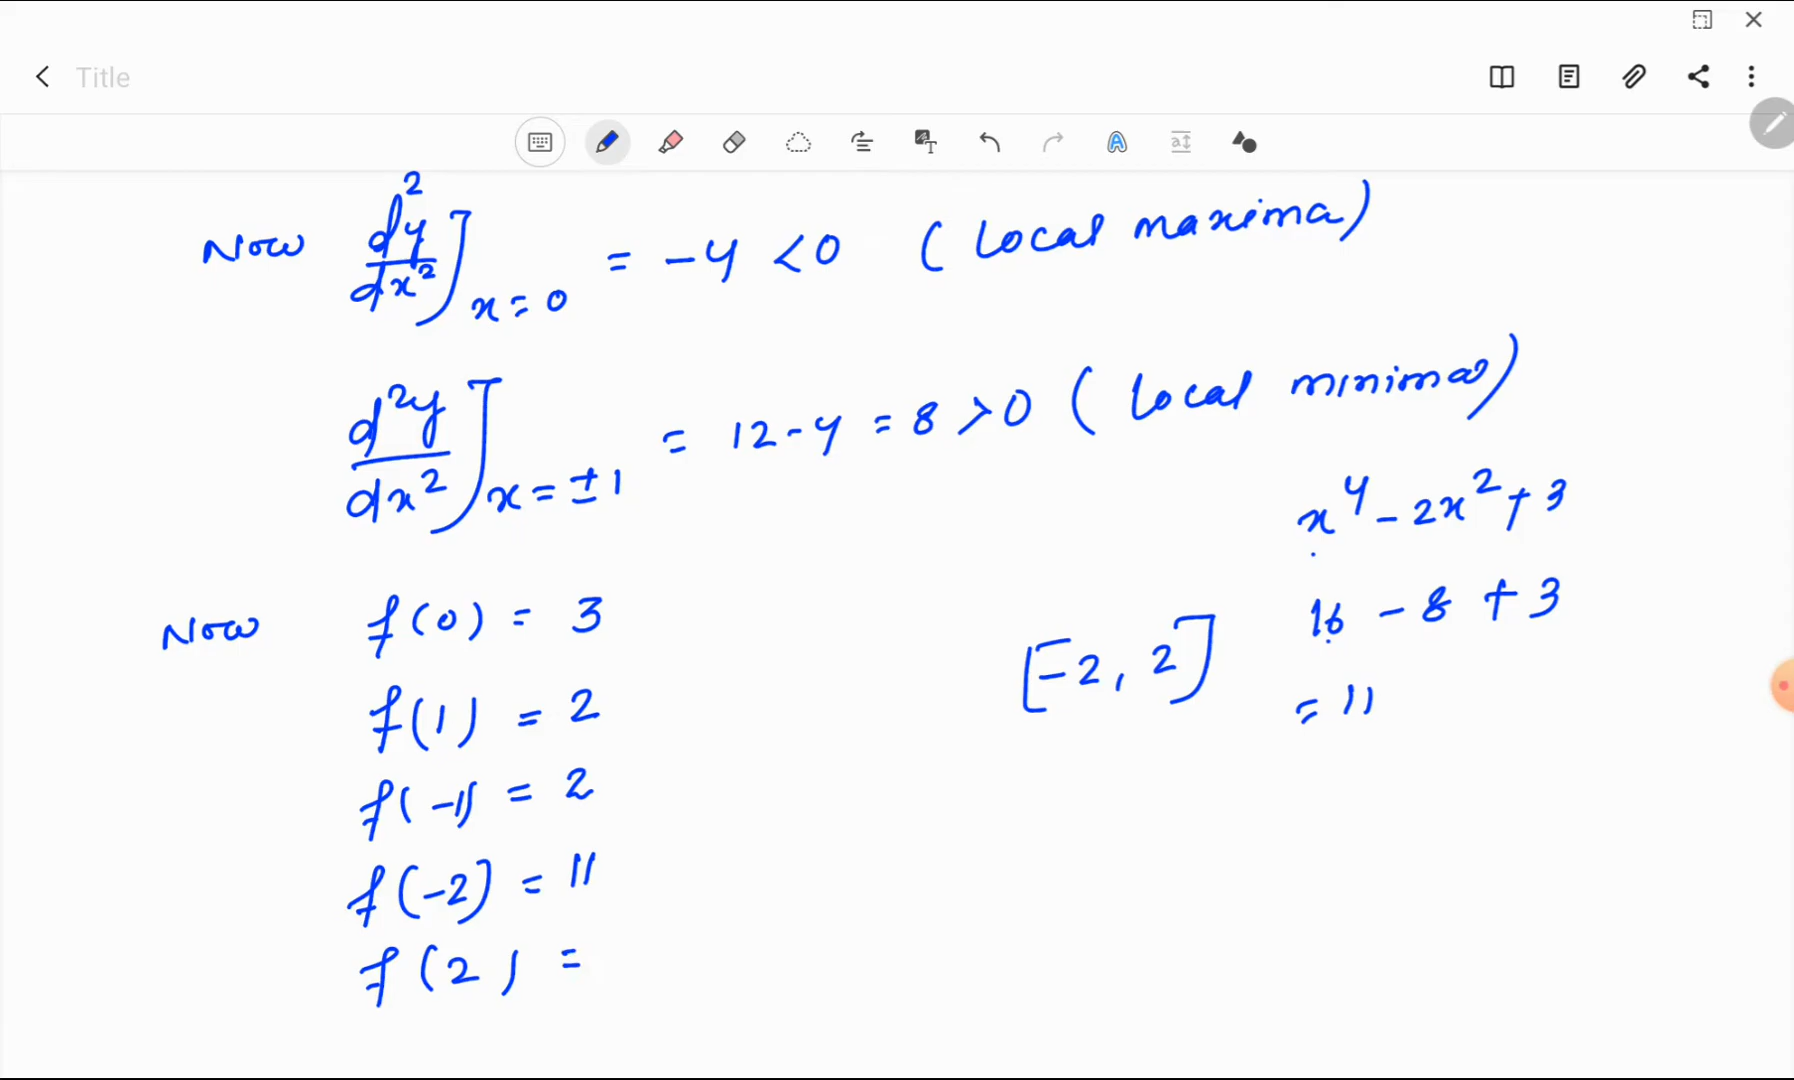 Title
Now d²y/dx²]x=0 = -4 <0 (Local maxima)
d²y/dx²]x=±1 = 12-4 = 8 >0 (Local minima)
x⁴ - 2x² + 3
16 - 8 + 3
[-2, 2]
= 11
Now f(0) = 3
f(1) = 2
f(-1) = 2
f(-2) = 11
f(2) =